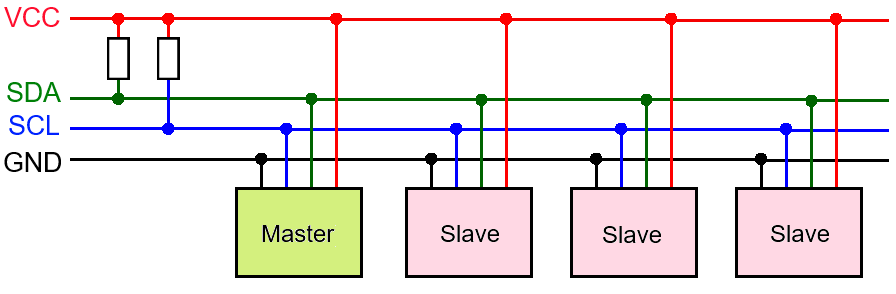 VCC
SDA
SCL
GND
Master
Slave
Slave
Slave